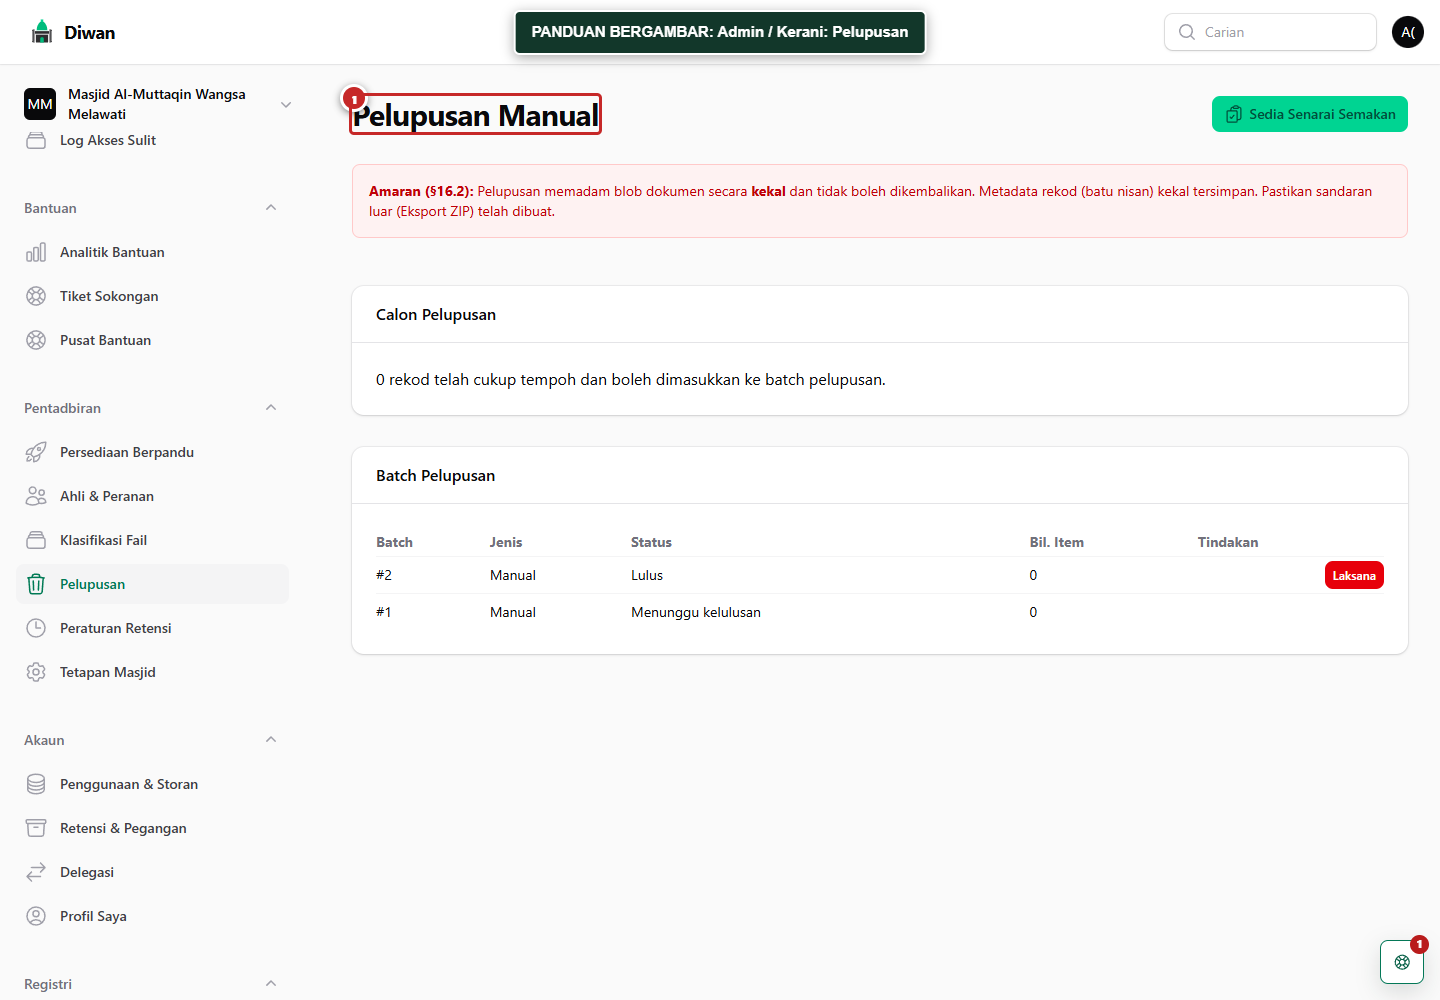 Diwan
PANDUAN BERGAMBAR: Admin / Kerani: Pelupusan
Carian
A(
MM
Masjid Al-Muttaqin Wangsa
Melawati
Log Akses Sulit
Bantuan
Analitik Bantuan
Tiket Sokongan
Pusat Bantuan
Pentadbiran
Persediaan Berpandu
Ahli & Peranan
Klasifikasi Fail
Pelupusan
Peraturan Retensi
Tetapan Masjid
Akaun
Penggunaan & Storan
Retensi & Pegangan
Delegasi
Profil Saya
Registri
1
Pelupusan Manual
Sedia Senarai Semakan
Amaran (§16.2): Pelupusan memadam blob dokumen secara kekal dan tidak boleh dikembalikan. Metadata rekod (batu nisan) kekal tersimpan. Pastikan sandaran
luar (Eksport ZIP) telah dibuat.
Calon Pelupusan
0 rekod telah cukup tempoh dan boleh dimasukkan ke batch pelupusan.
Batch Pelupusan
Batch Jenis Status Bil. Item Tindakan
#2 Manual Lulus 0 Laksana
#1 Manual Menunggu kelulusan 0
1